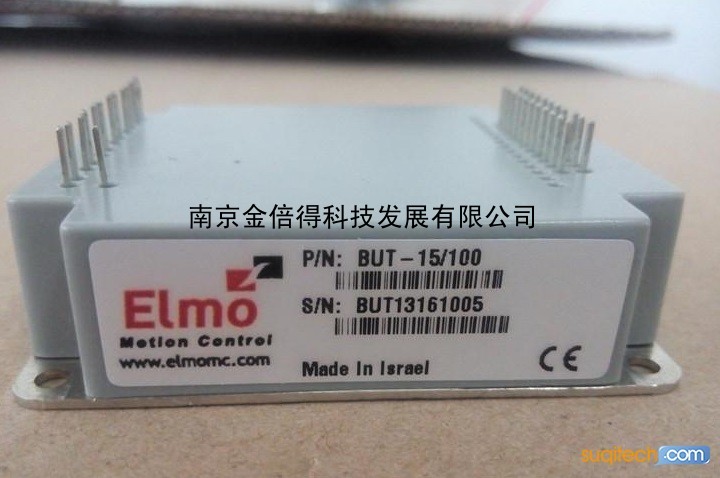 南京金倍得科技发展有限公司
P/N: BUT-15/100
Elmo
S/N: BUT13161005
Motion Control
www.elmomc.com
Made In Israel
CE
suqitech.com